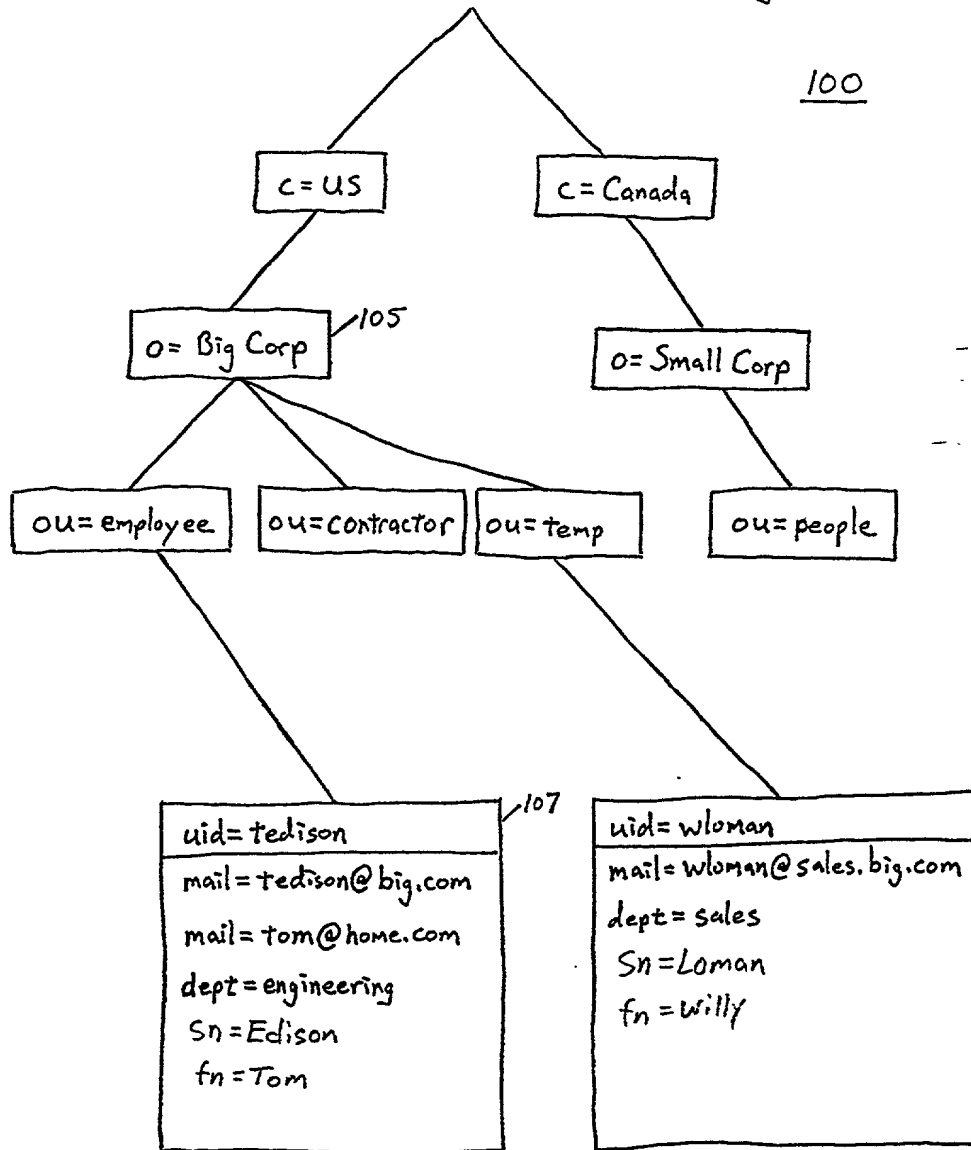 100
c=US
c=Canada
o=Big Corp
105
o=Small Corp
ou=employee
ou=contractor
ou=temp
ou=people
107
uid=tedison
mail=tedison@big.com
mail=tom@home.com
dept=engineering
Sn=Edison
fn=Tom
uid=wloman
mail=wloman@sales.big.com
dept=sales
Sn=Loman
fn=Willy